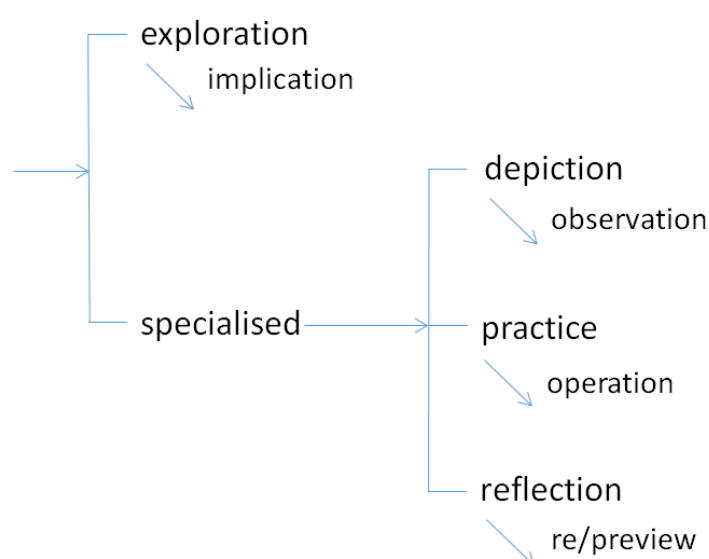 exploration
implication
depiction
observation
specialised
practice
operation
reflection
re/preview